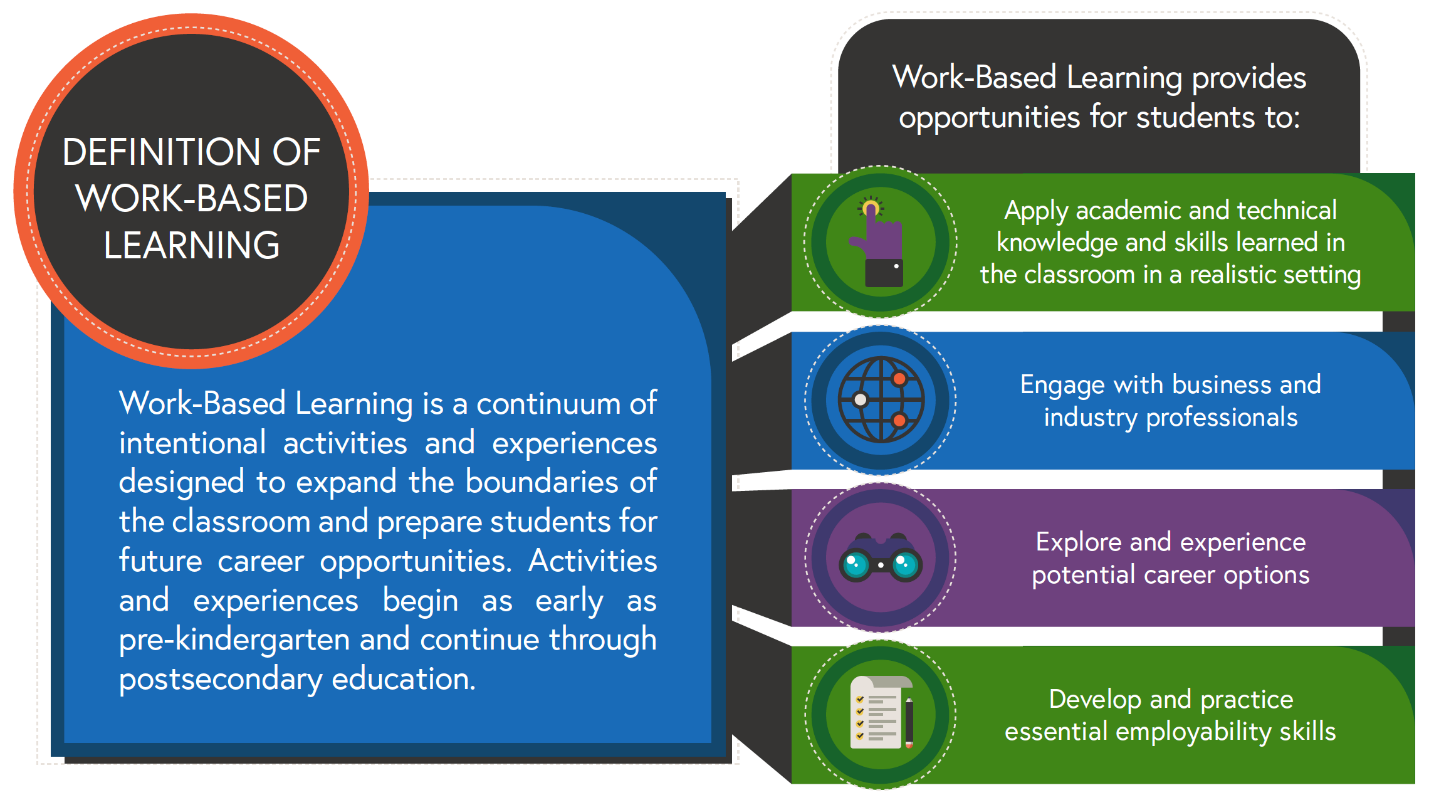 DEFINITION OF
WORK-BASED
LEARNING
Work-Based Learning is a continuum of
intentional activities and experiences
designed to expand the boundaries of
the classroom and prepare students for
future career opportunities. Activities
and experiences begin as early as
pre-kindergarten and continue through
postsecondary education.
Work-Based Learning provides
opportunities for students to:
Apply academic and technical
knowledge and skills learned in
the classroom in a realistic setting
Engage with business and
industry professionals
Explore and experience
potential career options
Develop and practice
essential employability skills